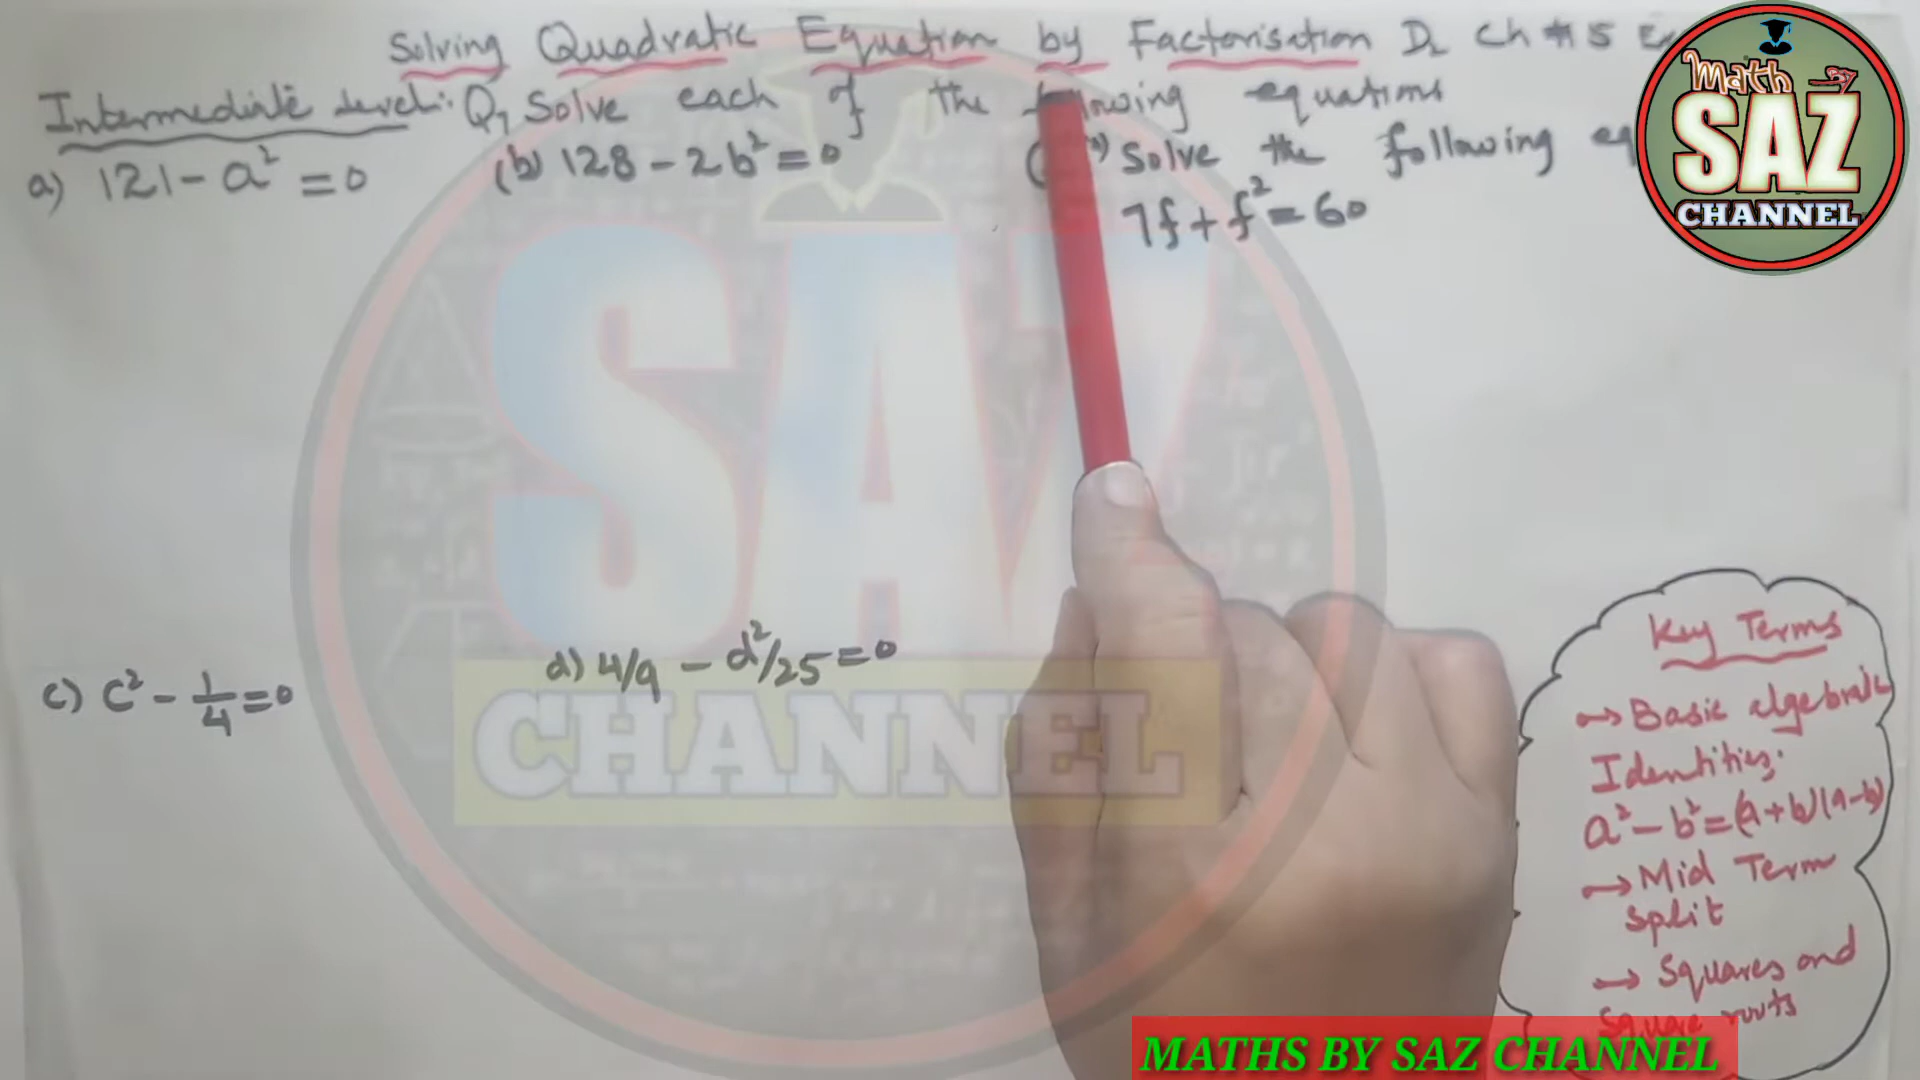 Solving Quadratic Equation by Factorisation D2 Ch # 5
Intermediate level: Q7 Solve each of the following equations
a) 121 - a² = 0
(b) 128 - 2b² = 0
Solve the following
7f + f² = 60
c) c² - 1/4 = 0
d) 4/9 - d²/25 = 0
Key Terms
→ Basic algebraic
Identities:
a² - b² = (a+b)(a-b)
→ Mid Term
split
→ Squares and
Square roots
Math
SAZ
CHANNEL
SAZ
CHANNEL
MATHS BY SAZ CHANNEL